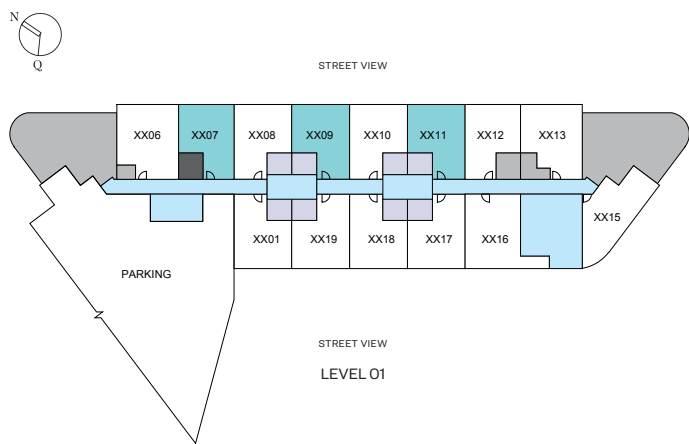 N
Q
STREET VIEW
XX06 XX07 XX08 XX09 XX10 XX11 XX12 XX13
XX15
XX01 XX19 XX18 XX17 XX16
PARKING
STREET VIEW
LEVEL 01